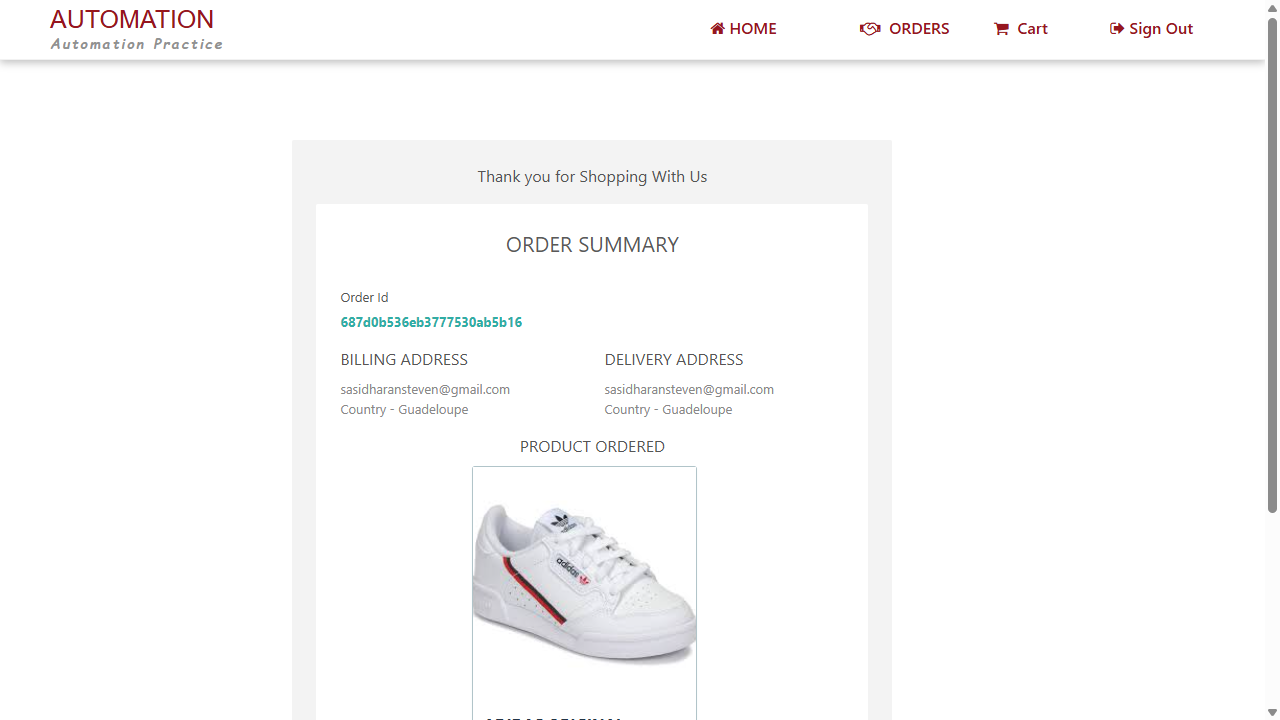 AUTOMATION
Automation Practice
HOME ORDERS Cart Sign Out
Thank you for Shopping With Us
ORDER SUMMARY
Order Id
687d0b536eb3777530ab5b16
BILLING ADDRESS DELIVERY ADDRESS
sasidharansteven@gmail.com sasidharansteven@gmail.com
Country - Guadeloupe Country - Guadeloupe
PRODUCT ORDERED
adidas
adidas